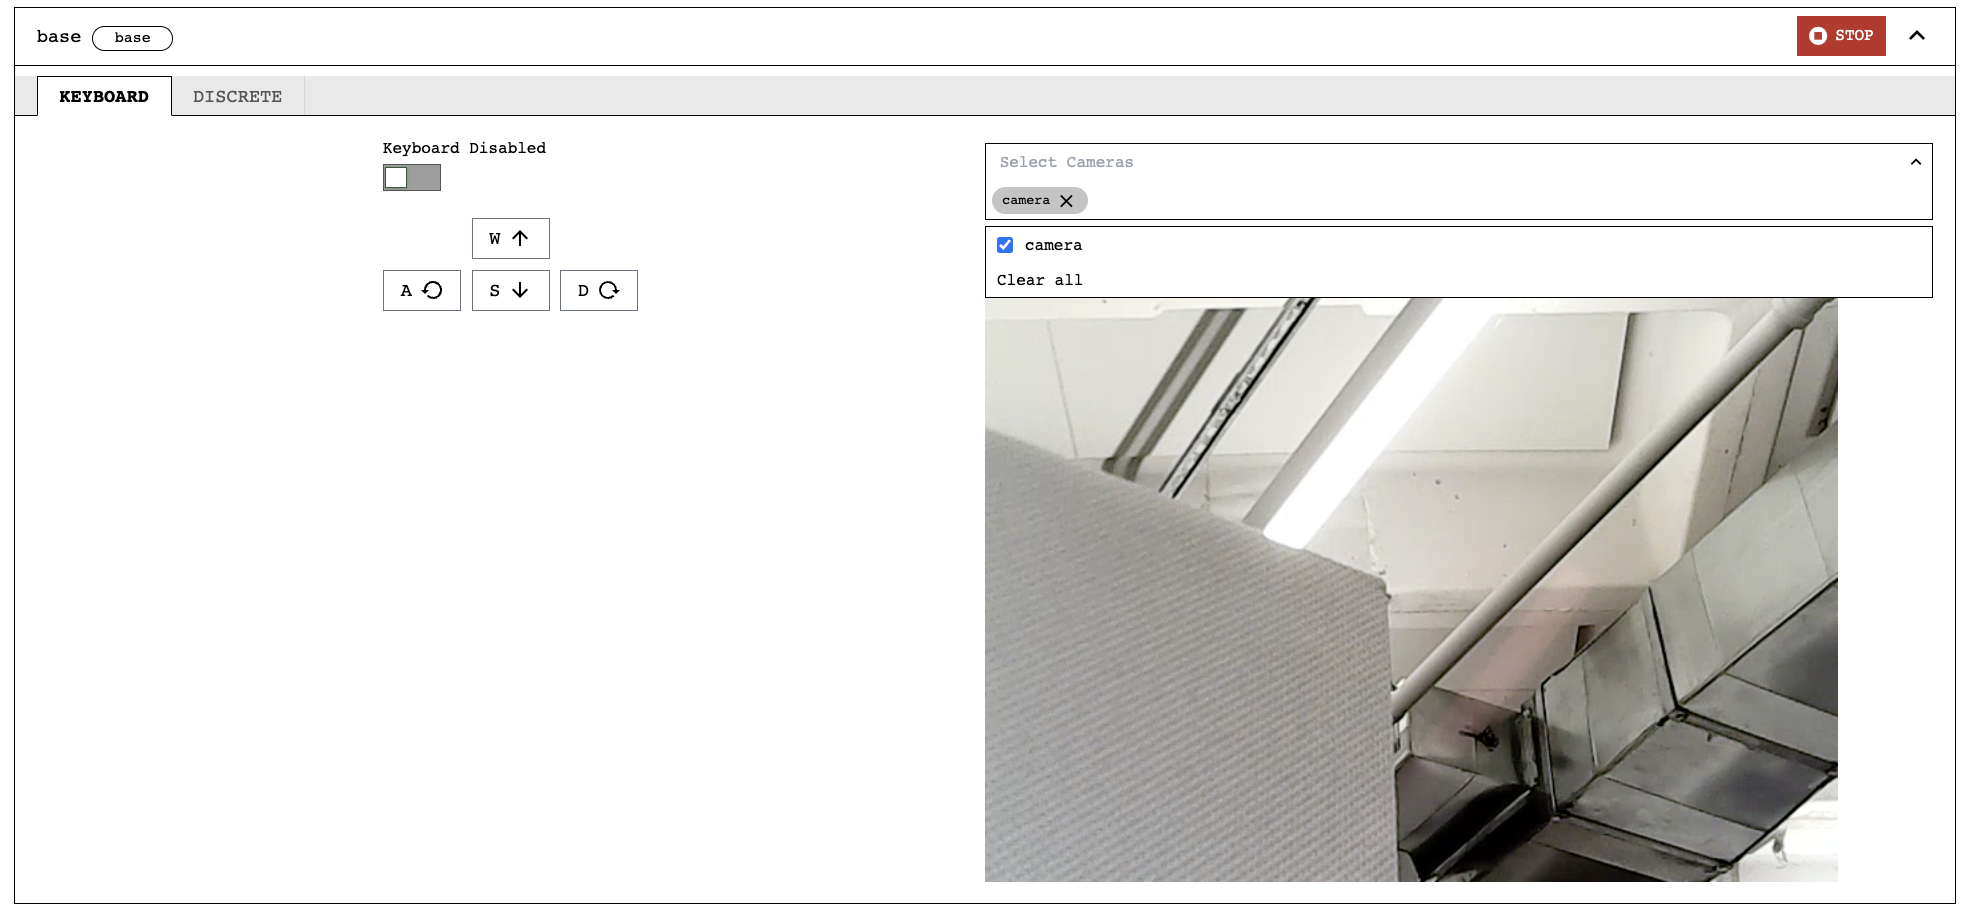 base base STOP
KEYBOARD DISCRETE
Keyboard Disabled
W
A S D
Select Cameras
camera
camera
Clear all